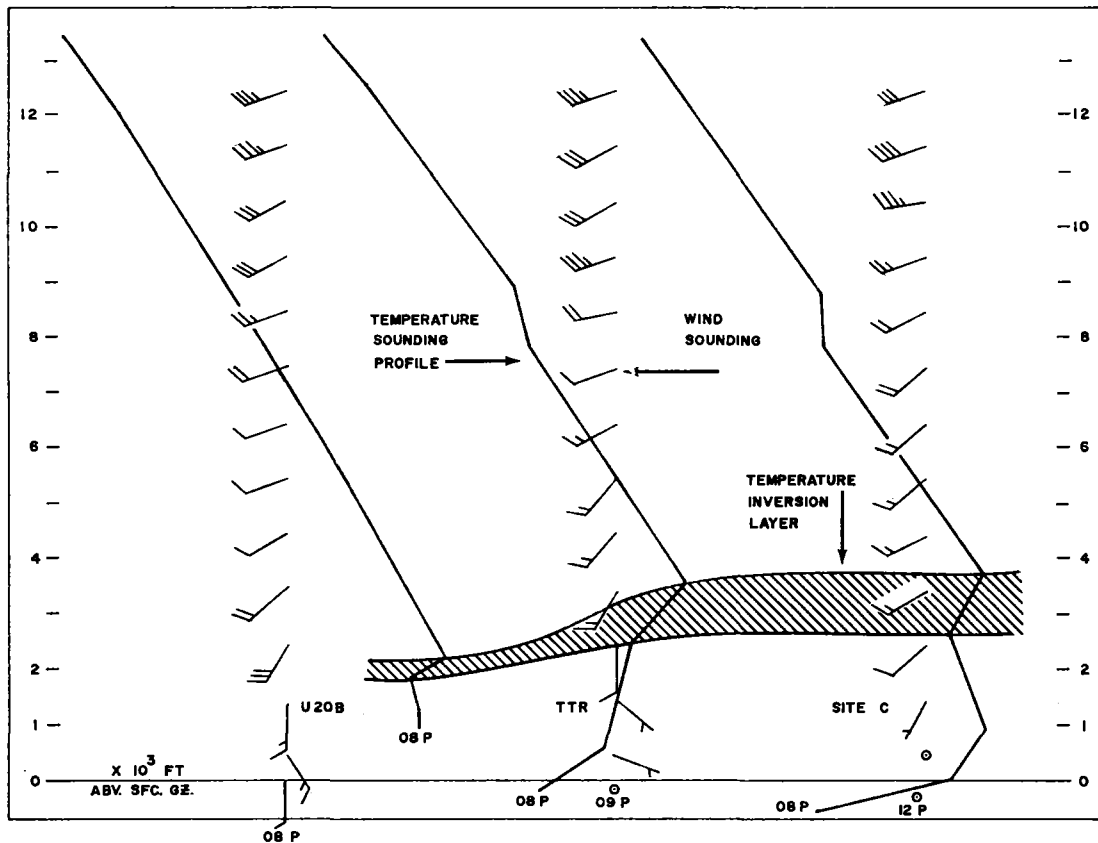 12
12
10
10
TEMPERATURE
SOUNDING
PROFILE
WIND
SOUNDING
8
8
6
6
TEMPERATURE
INVERSION
LAYER
4
4
2
2
U20B
TTR
SITE C
1
1
08 P
X 10³ FT
ABV. SFC. GZ.
0
0
08 P
09 P
08 P
12 P
08 P